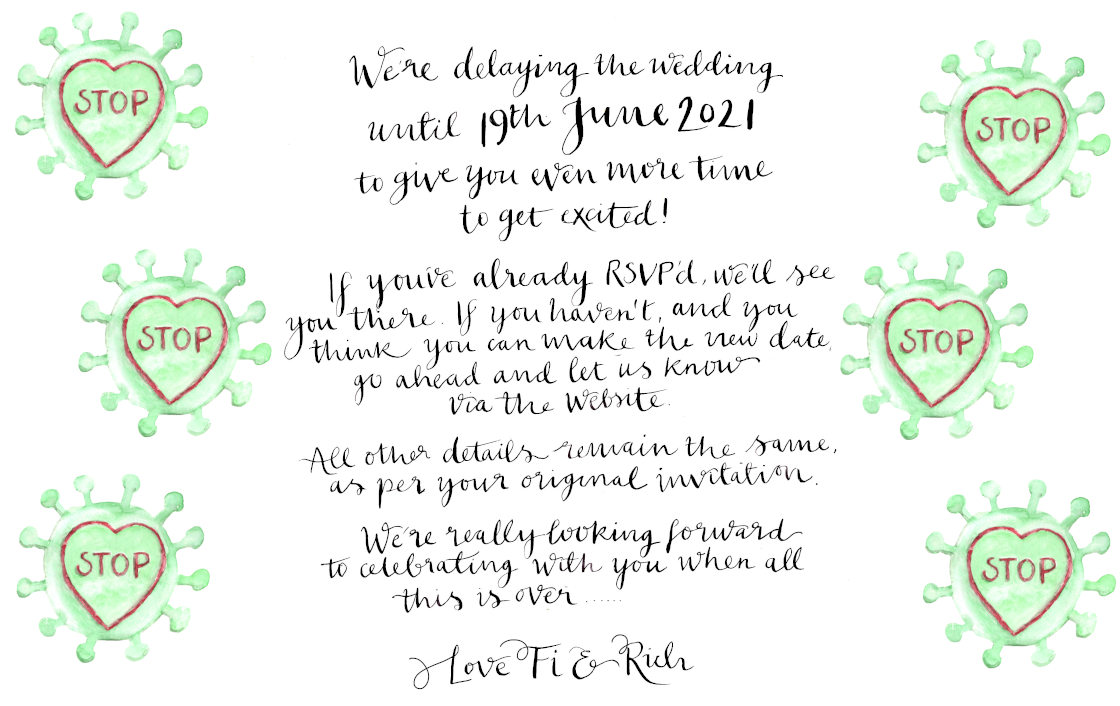 STOP
STOP
STOP
STOP
STOP
STOP
We're delaying the wedding
until 19th June 2021
to give you even more time
to get excited!
If you've already RSVP'd, we'll see
you there. If you haven't, and you
think you can make the new date,
go ahead and let us know
via the website.
All other details remain the same,
as per your original invitation.
We're really looking forward
to celebrating with you when all
this is over ......
Love Fi & Rich